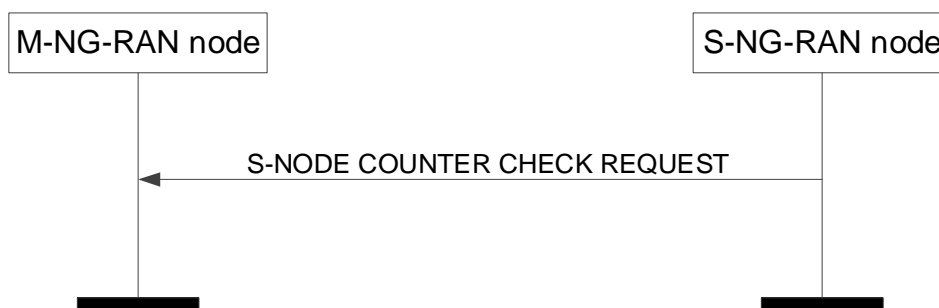 M-NG-RAN node
S-NG-RAN node
S-NODE COUNTER CHECK REQUEST